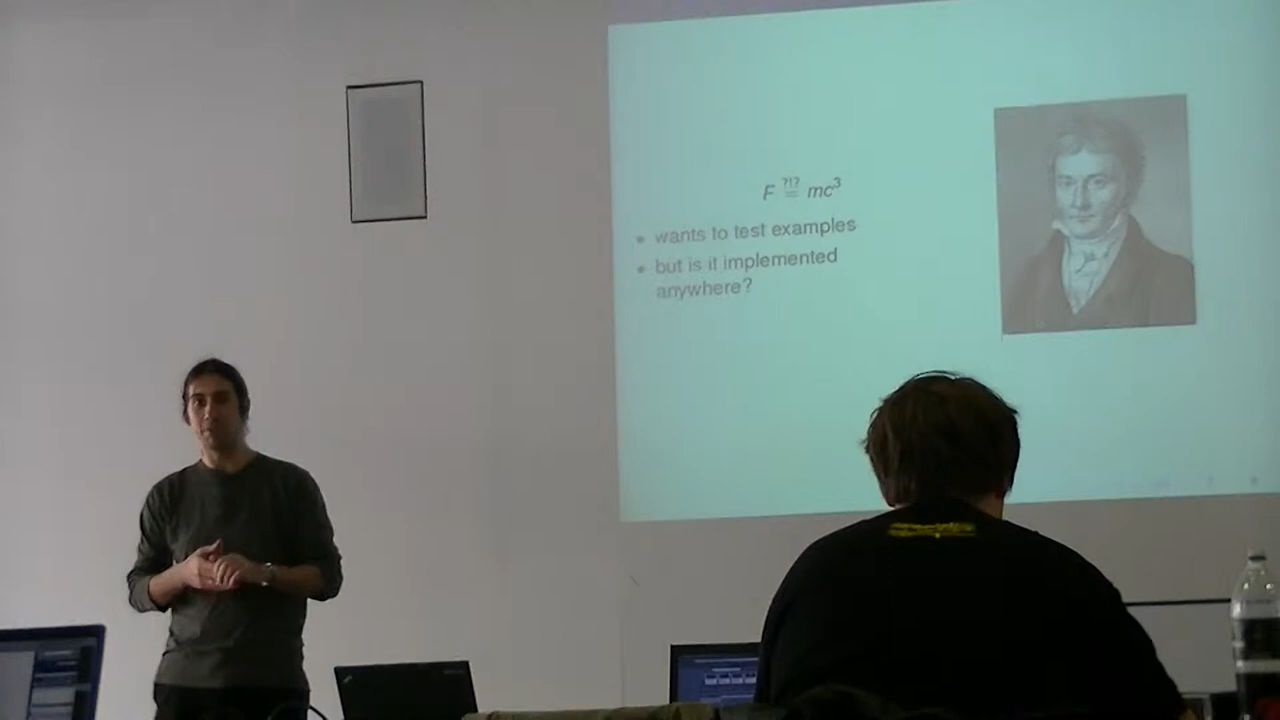 F ?!?= mc³
• wants to test examples
• but is it implemented
anywhere?